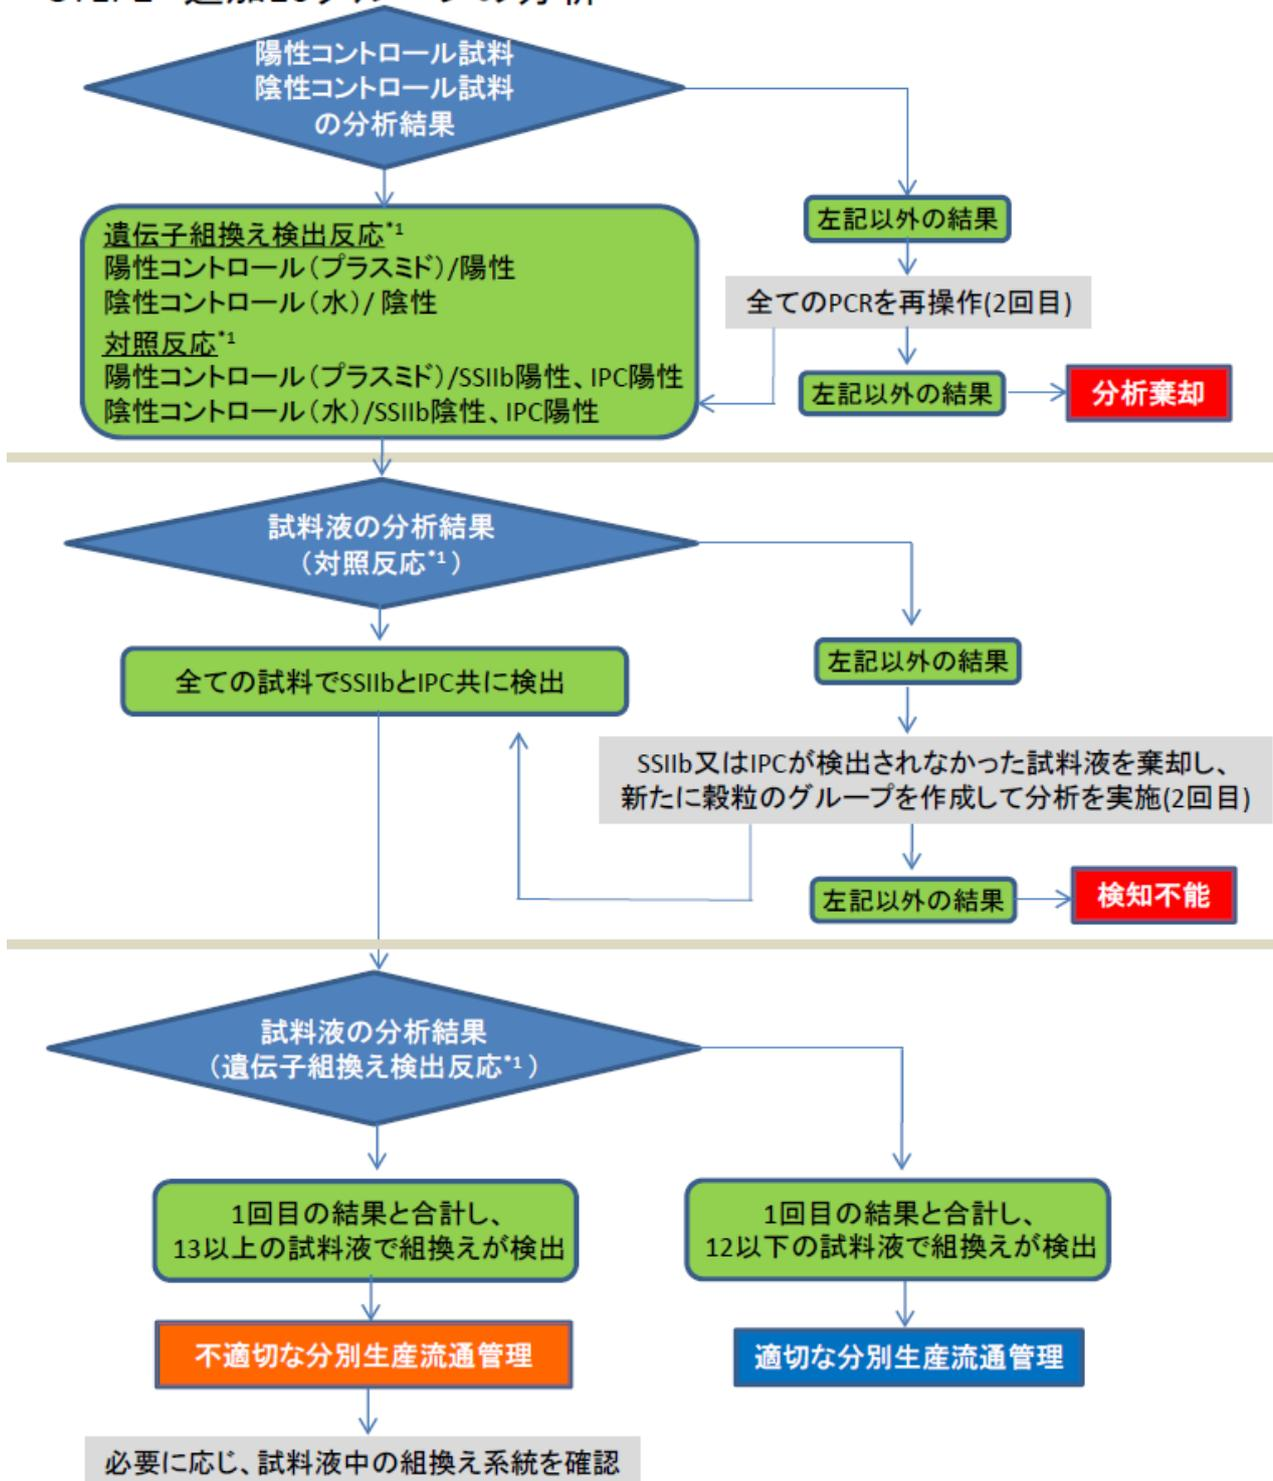 陽性コントロール試料
陰性コントロール試料
の分析結果
遺伝子組換え検出反応*1
陽性コントロール(プラスミド)/陽性
陰性コントロール(水)/ 陰性
対照反応*1
陽性コントロール(プラスミド)/SSIIb陽性、IPC陽性
陰性コントロール(水)/SSIIb陰性、IPC陽性
左記以外の結果
全てのPCRを再操作(2回目)
左記以外の結果
分析棄却
試料液の分析結果
(対照反応*1)
全ての試料でSSIIbとIPC共に検出
左記以外の結果
SSIIb又はIPCが検出されなかった試料液を棄却し、
新たに穀粒のグループを作成して分析を実施(2回目)
左記以外の結果
検知不能
試料液の分析結果
(遺伝子組換え検出反応*1)
1回目の結果と合計し、
13以上の試料液で組換えが検出
1回目の結果と合計し、
12以下の試料液で組換えが検出
不適切な分別生産流通管理
適切な分別生産流通管理
必要に応じ、試料液中の組換え系統を確認